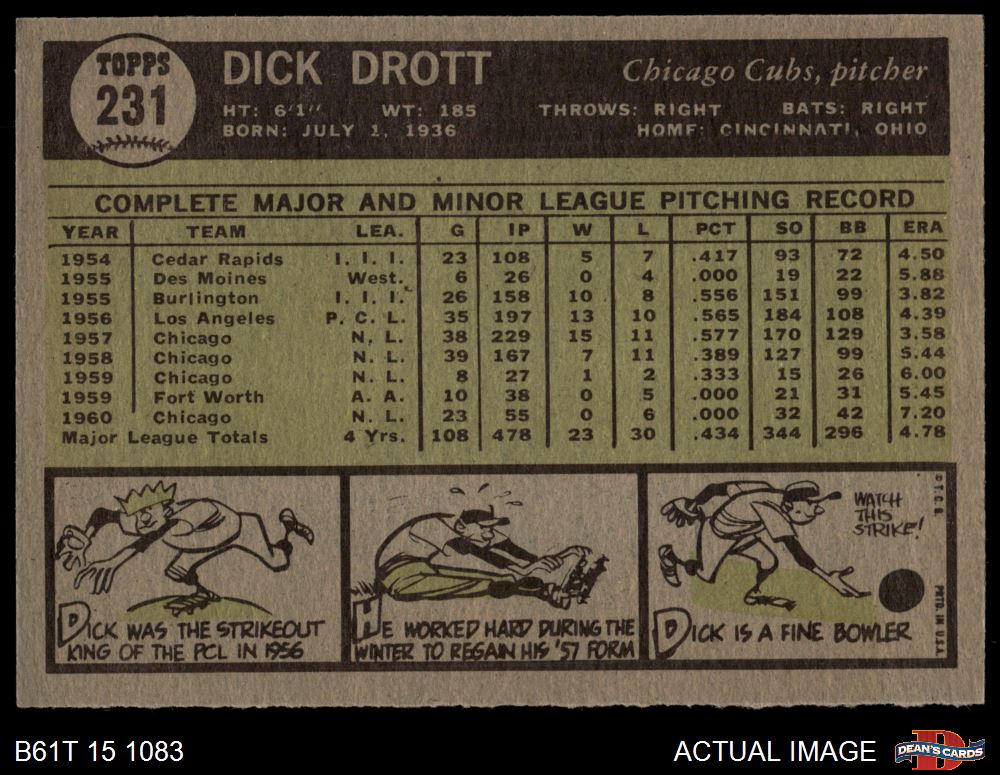 TOPPS
231
DICK DROTT
Chicago Cubs, pitcher
HT: 6'1" WT: 185 THROWS: RIGHT BATS: RIGHT
BORN: JULY 1, 1936 HOME: CINCINNATI, OHIO
COMPLETE MAJOR AND MINOR LEAGUE PITCHING RECORD
YEAR TEAM LEA. G IP W L PCT SO BB ERA
1954 Cedar Rapids I. I. I. 23 108 5 7 .417 93 72 4.50
1955 Des Moines West. 6 26 0 4 .000 19 22 5.88
1955 Burlington I. I. I. 26 158 10 8 .556 151 99 3.82
1956 Los Angeles P. C. L. 35 197 13 10 .565 184 108 4.39
1957 Chicago N. L. 38 229 15 11 .577 170 129 3.58
1958 Chicago N. L. 39 167 7 11 .389 127 99 5.44
1959 Chicago N. L. 8 27 1 2 .333 15 26 6.00
1959 Fort Worth A. A. 10 38 0 5 .000 21 31 5.45
1960 Chicago N. L. 23 55 0 6 .000 32 42 7.20
Major League Totals 4 Yrs. 108 478 23 30 .434 344 296 4.78
DICK WAS THE STRIKEOUT
KING OF THE PCL IN 1956
HE WORKED HARD DURING THE
WINTER TO REGAIN HIS '57 FORM
WATCH
THIS
STRIKE!
DICK IS A FINE BOWLER
© T. C. G.
PRTD. IN U.S.A.
B61T 15 1083
ACTUAL IMAGE
DEAN'S CARDS